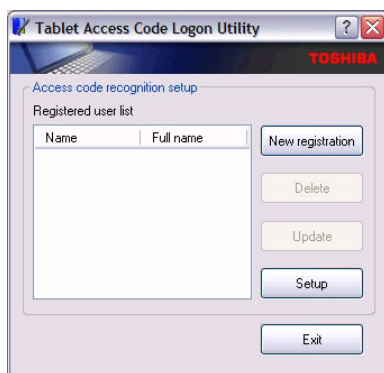 Tablet Access Code Logon Utility
?
TOSHIBA
Access code recognition setup
Registered user list
Name Full name
New registration
Delete
Update
Setup
Exit